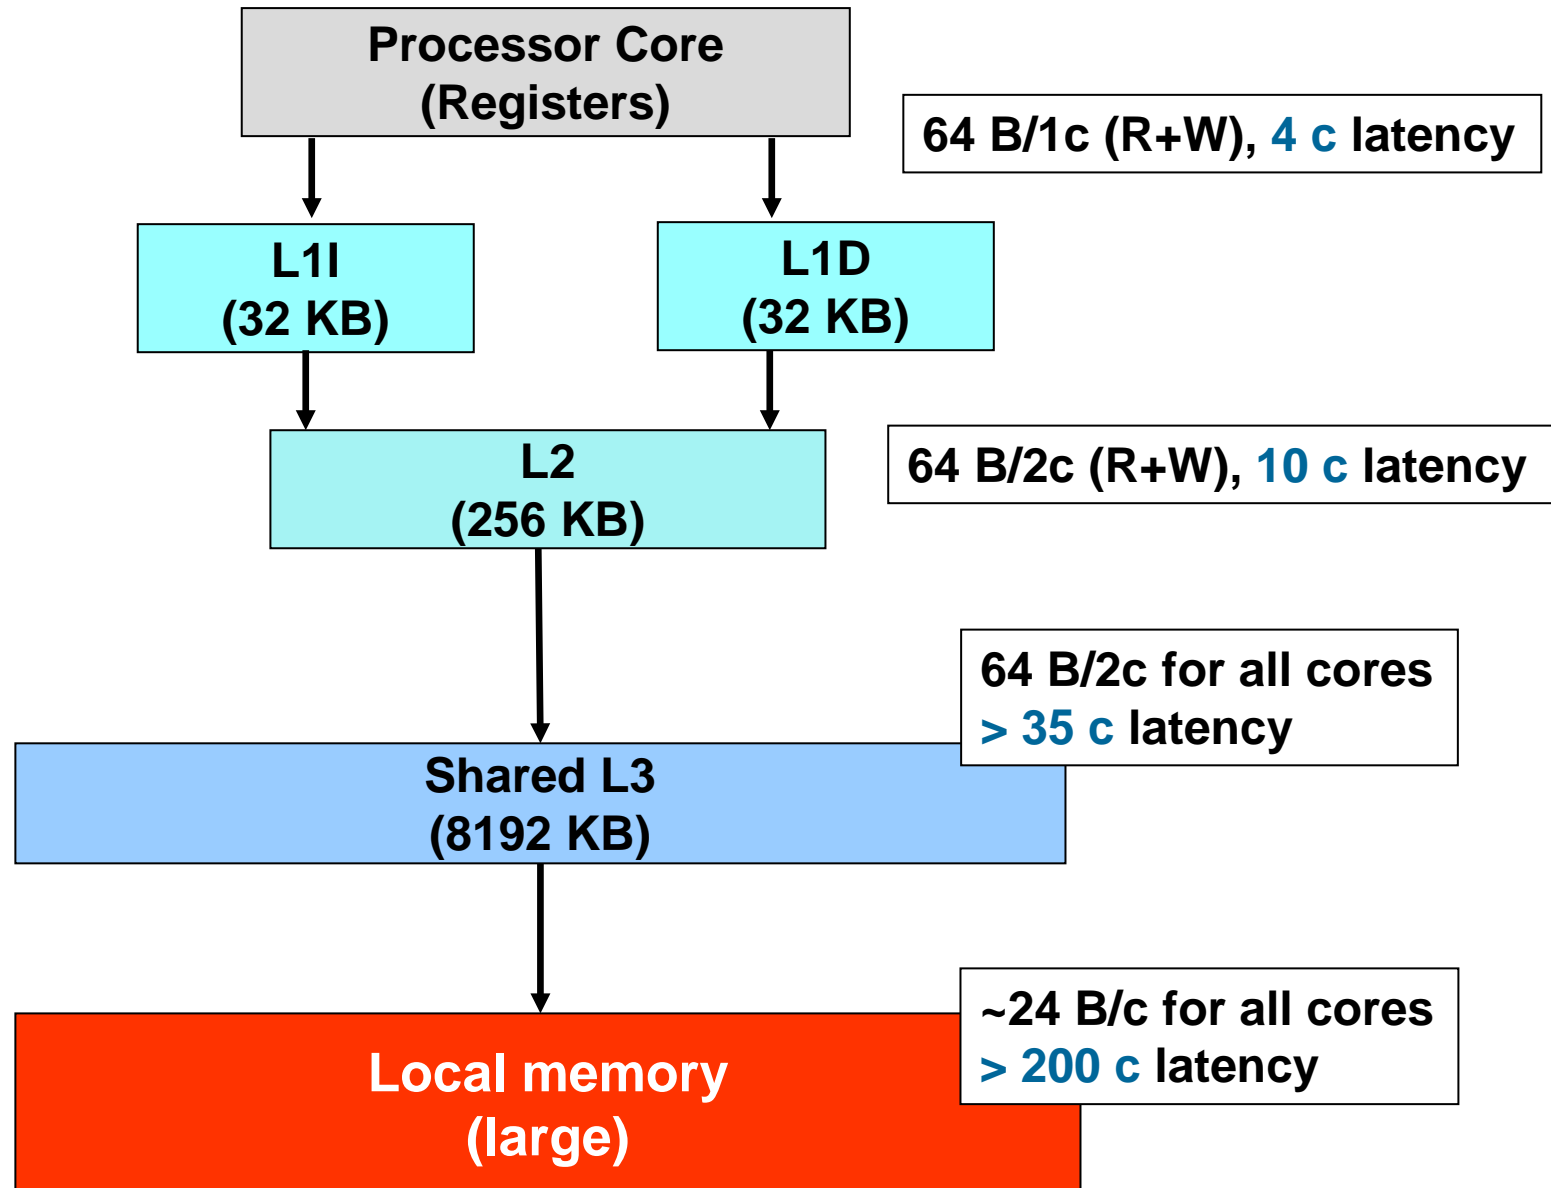 Processor Core
(Registers)
64 B/1c (R+W), 4 c latency
L1I
(32 KB)
L1D
(32 KB)
L2
(256 KB)
64 B/2c (R+W), 10 c latency
64 B/2c for all cores
> 35 c latency
Shared L3
(8192 KB)
~24 B/c for all cores
> 200 c latency
Local memory
(large)